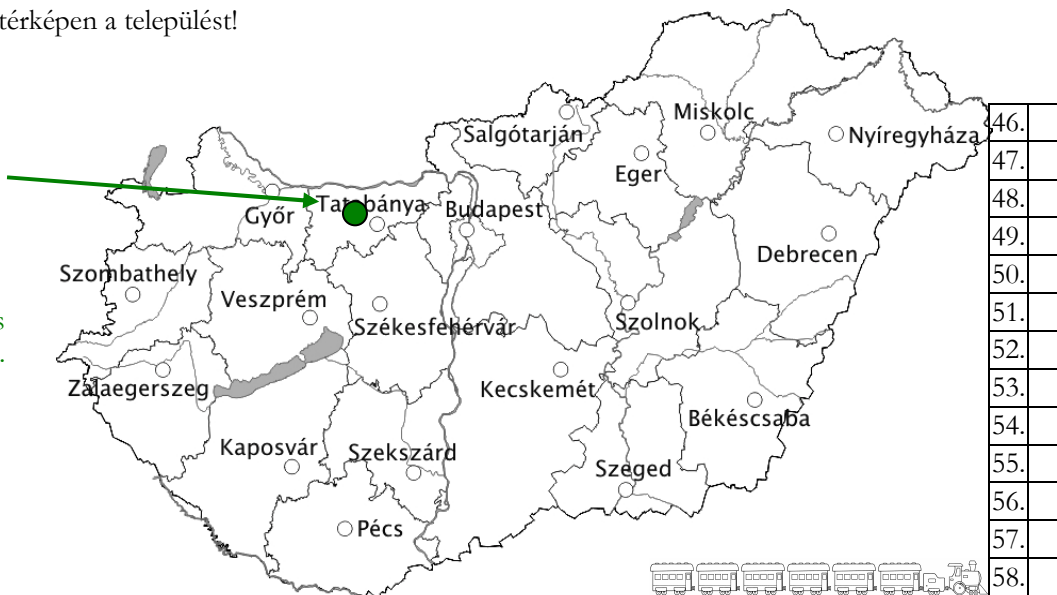 térképen a települést!
Miskolc
Salgótarján
Nyíregyháza
Eger
Tatabánya
Győr
Budapest
Debrecen
Szombathely
Veszprém
Székesfehérvár
Szolnok
Zalaegerszeg
Kecskemét
Békéscsaba
Kaposvár
Szekszárd
Szeged
Pécs
s
.
46.
47.
48.
49.
50.
51.
52.
53.
54.
55.
56.
57.
58.